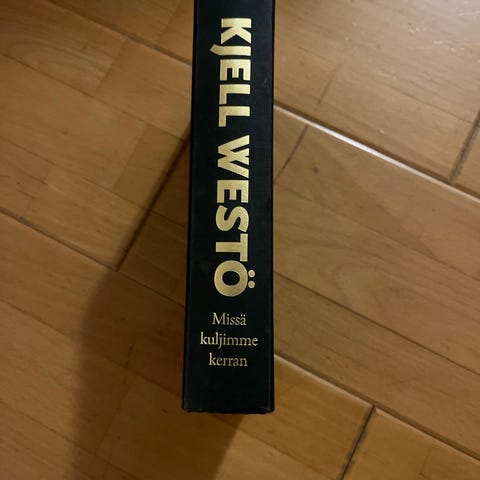 KJELL WESTÖ
Missä
kuljimme
kerran